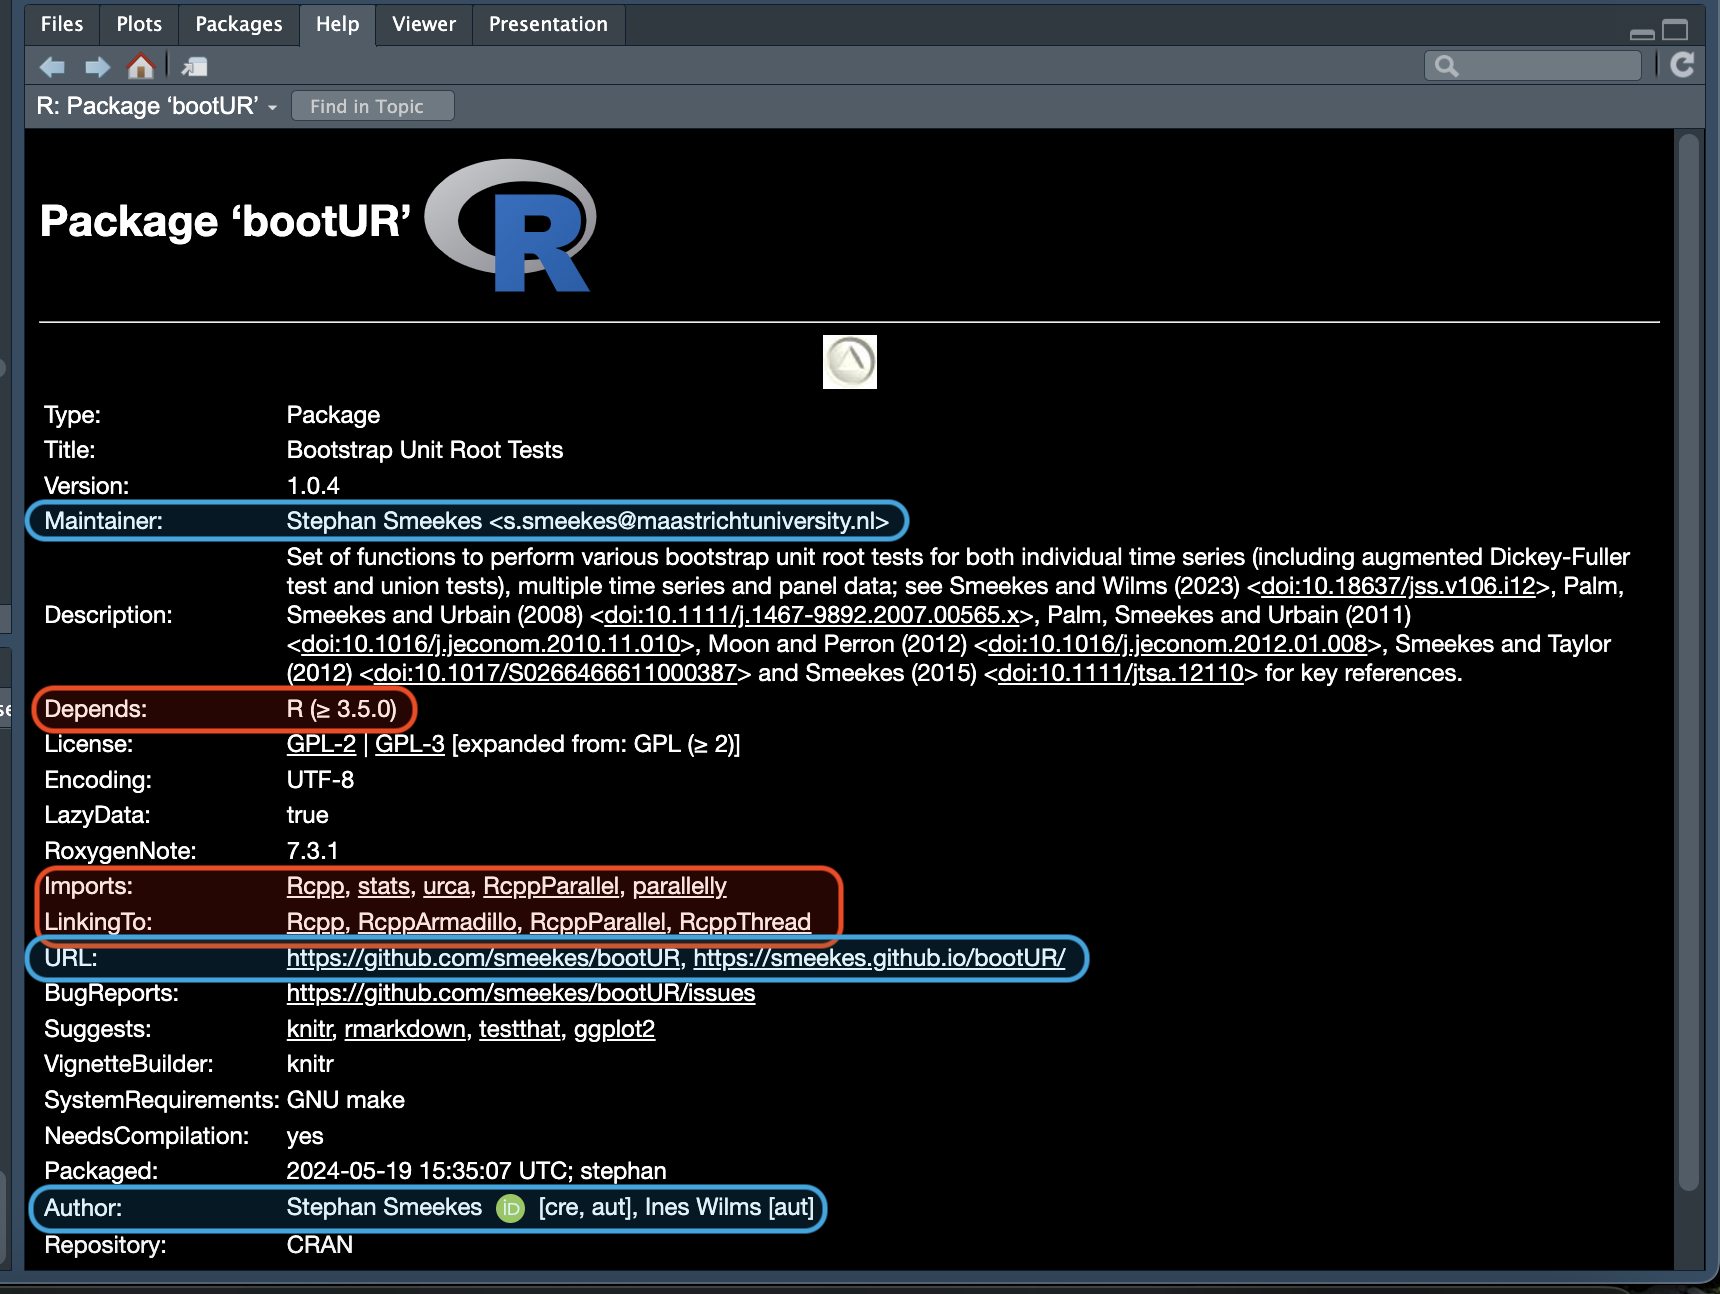 Files Plots Packages Help Viewer Presentation
R: Package ‘bootUR’ Find in Topic
Package ‘bootUR’ R
Type: Package
Title: Bootstrap Unit Root Tests
Version: 1.0.4
Maintainer: Stephan Smeekes <s.smeekes@maastrichtuniversity.nl>
Set of functions to perform various bootstrap unit root tests for both individual time series (including augmented Dickey-Fuller
test and union tests), multiple time series and panel data; see Smeekes and Wilms (2023) <doi:10.18637/jss.v106.i12>, Palm,
Description: Smeekes and Urbain (2008) <doi:10.1111/j.1467-9892.2007.00565.x>, Palm, Smeekes and Urbain (2011)
<doi:10.1016/j.jeconom.2010.11.010>, Moon and Perron (2012) <doi:10.1016/j.jeconom.2012.01.008>, Smeekes and Taylor
(2012) <doi:10.1017/S0266466611000387> and Smeekes (2015) <doi:10.1111/jtsa.12110> for key references.
Depends: R (≥ 3.5.0)
License: GPL-2 | GPL-3 [expanded from: GPL (≥ 2)]
Encoding: UTF-8
LazyData: true
RoxygenNote: 7.3.1
Imports: Rcpp, stats, urca, RcppParallel, parallelly
LinkingTo: Rcpp, RcppArmadillo, RcppParallel, RcppThread
URL: https://github.com/smeekes/bootUR, https://smeekes.github.io/bootUR/
BugReports: https://github.com/smeekes/bootUR/issues
Suggests: knitr, rmarkdown, testthat, ggplot2
VignetteBuilder: knitr
SystemRequirements: GNU make
NeedsCompilation: yes
Packaged: 2024-05-19 15:35:07 UTC; stephan
Author: Stephan Smeekes iD [cre, aut], Ines Wilms [aut]
Repository: CRAN